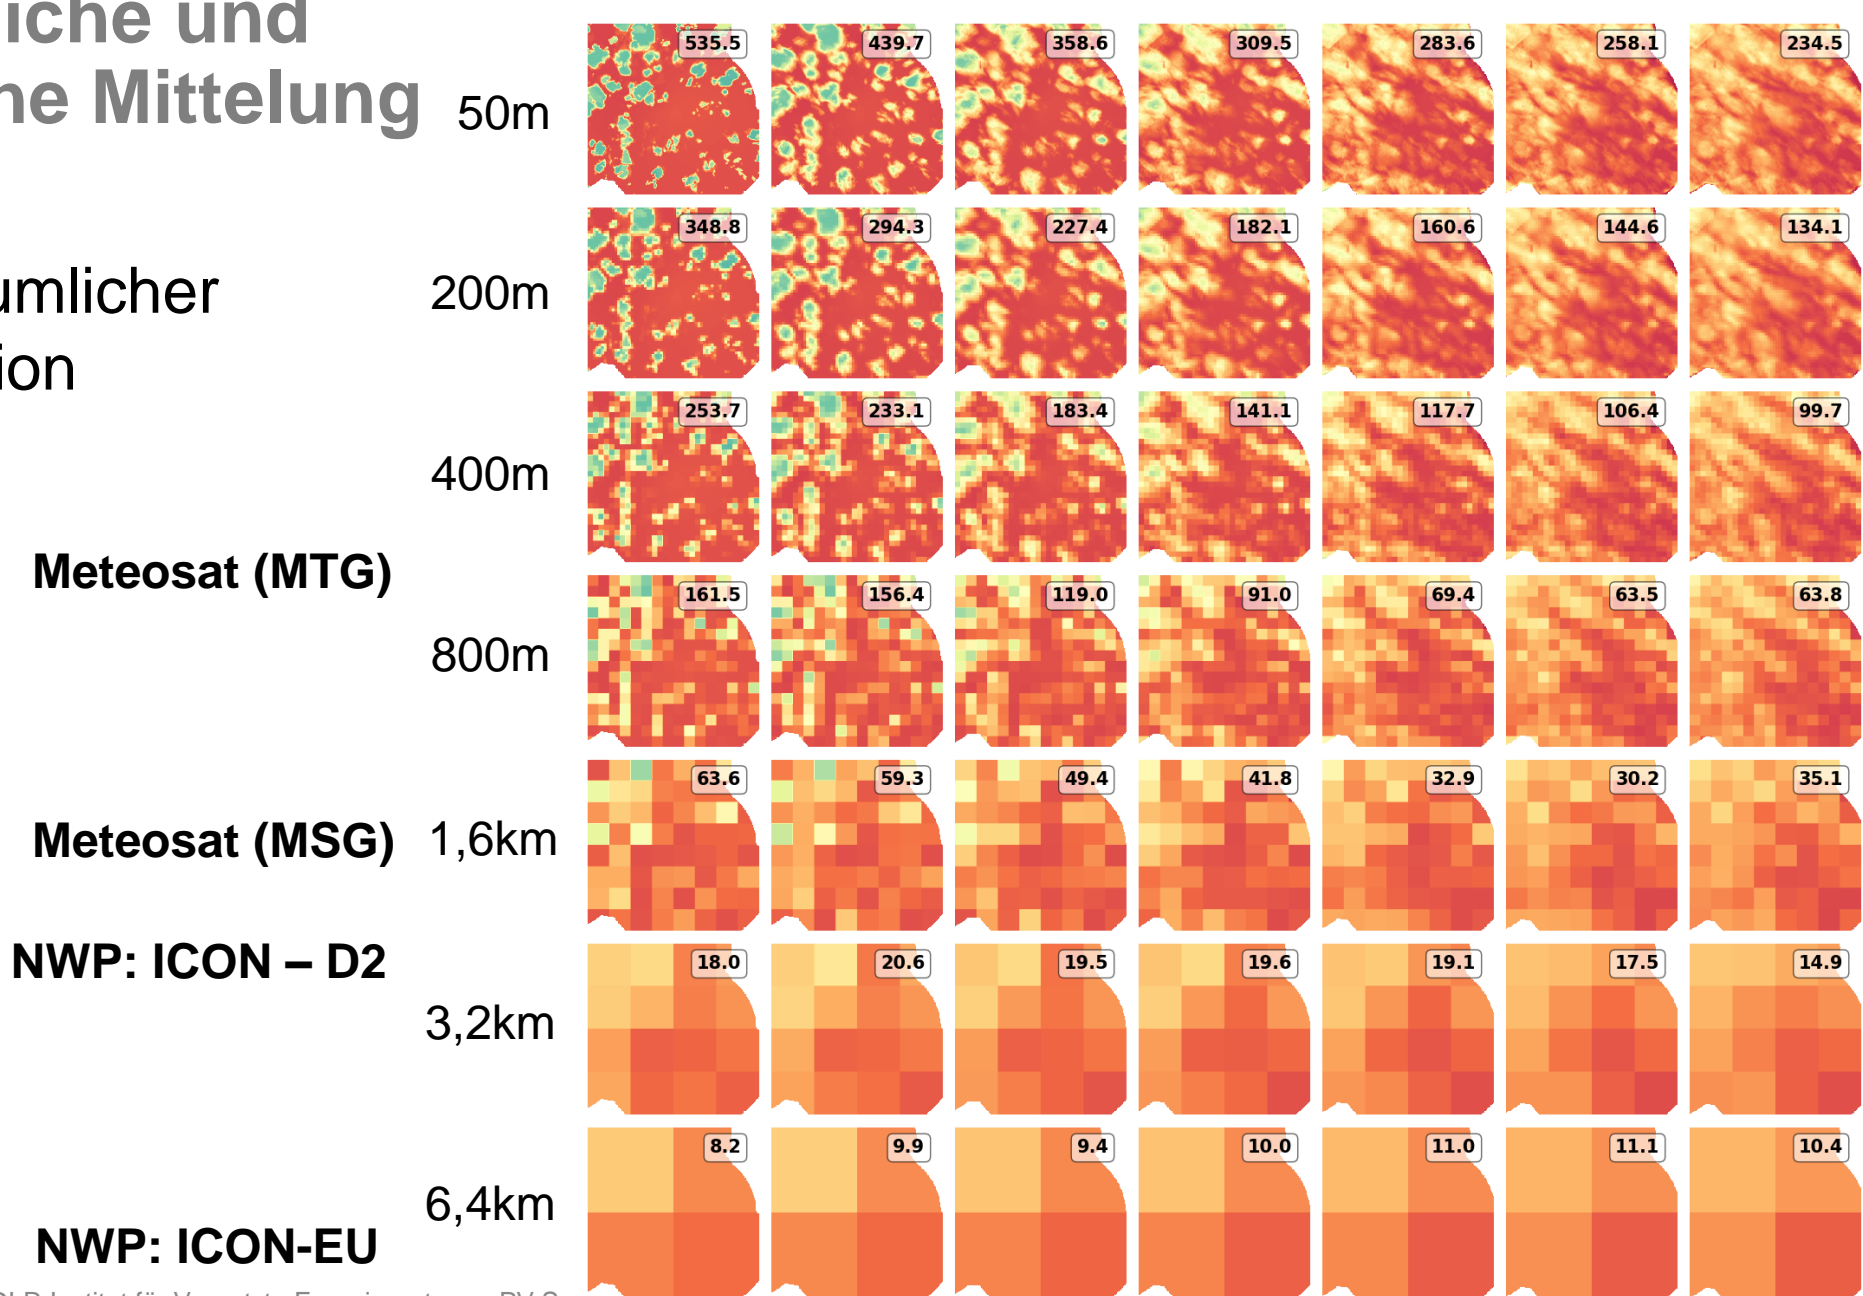 iche und
ne Mittelung
umlicher
ion
50m
535.5 439.7 358.6 309.5 283.6 258.1 234.5
200m
348.8 294.3 227.4 182.1 160.6 144.6 134.1
400m
253.7 233.1 183.4 141.1 117.7 106.4 99.7
Meteosat (MTG)
800m
161.5 156.4 119.0 91.0 69.4 63.5 63.8
Meteosat (MSG)
1,6km
63.6 59.3 49.4 41.8 32.9 30.2 35.1
NWP: ICON – D2
3,2km
18.0 20.6 19.5 19.6 19.1 17.5 14.9
6,4km
8.2 9.9 9.4 10.0 11.0 11.1 10.4
NWP: ICON-EU